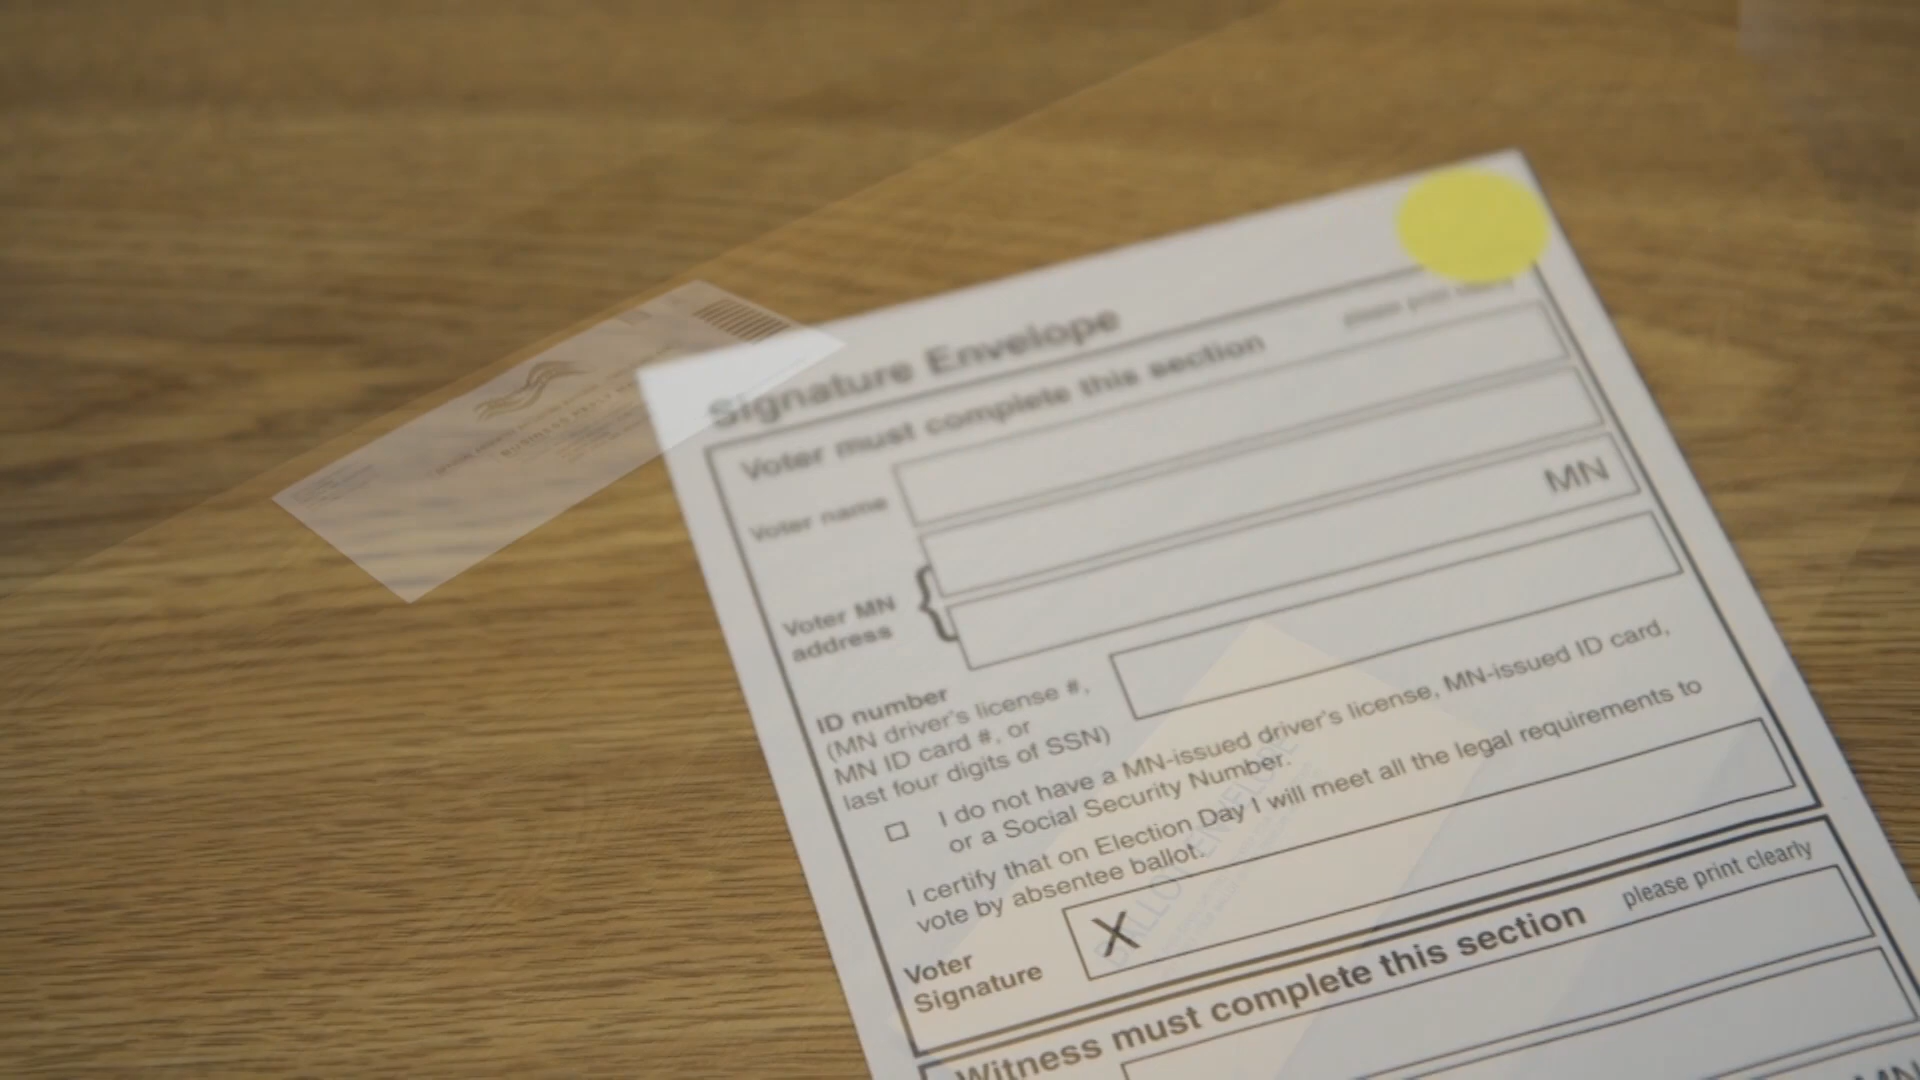 Signature Envelope
Voter must complete this section
please print clearly
Voter name
MN
Voter MN
address
ID number
(MN driver's license #,
MN ID card #, or
last four digits of SSN)
I do not have a MN-issued driver's license, MN-issued ID card,
or a Social Security Number.
I certify that on Election Day I will meet all the legal requirements to
vote by absentee ballot.
Voter
Signature
X
BALLOT ENVELOPE
Witness must complete this section
please print clearly
MN